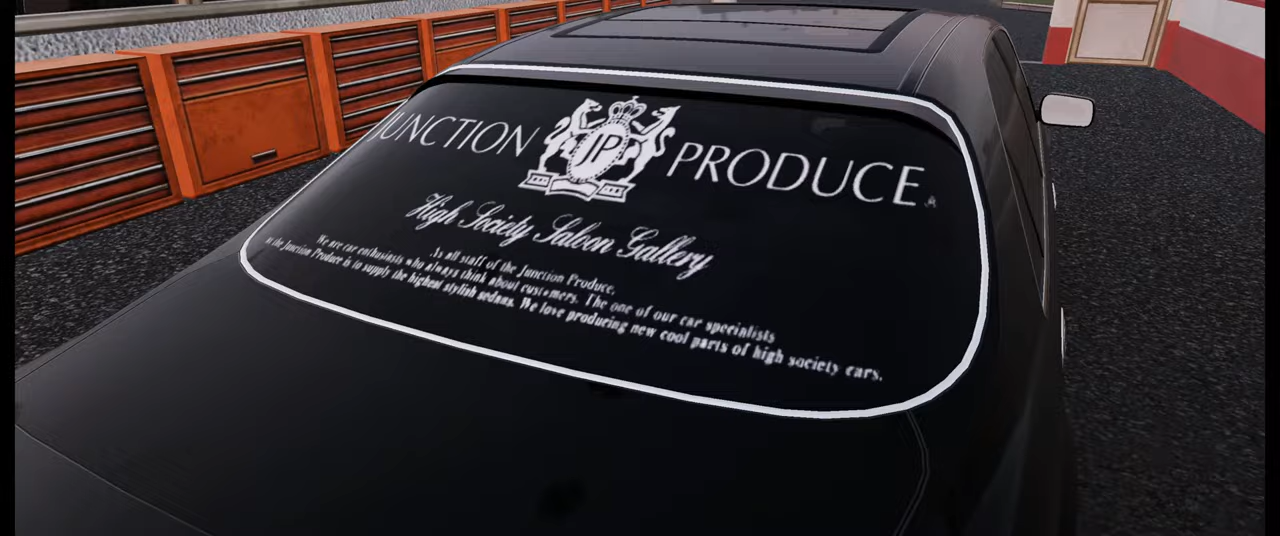 JUNCTION JP PRODUCE
High Society Saloon Gallery
As all staff of the Junction Produce,
We are car enthusiasts who always think about customers. The one of our car specialists
at the Junction Produce is to supply the highest stylish sedans. We love producing new cool parts of high society cars.